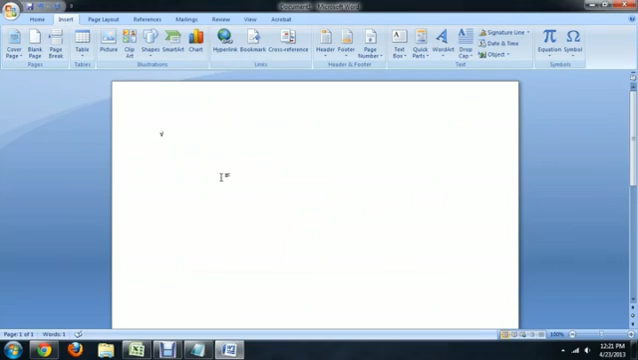 Document1 - Microsoft Word
Home
Insert
Page Layout
References
Mailings
Review
View
Acrobat
Cover Page
Blank Page
Page Break
Table
Picture
Clip Art
Shapes
SmartArt
Chart
Hyperlink
Bookmark
Cross-reference
Header
Footer
Page Number
Text Box
Quick Parts
WordArt
Drop Cap
Signature Line
Date & Time
Object
Equation
Symbol
Pages
Tables
Illustrations
Links
Header & Footer
Text
Symbols
√
Page: 1 of 1
Words: 1
100%
12:21 PM
4/23/2013